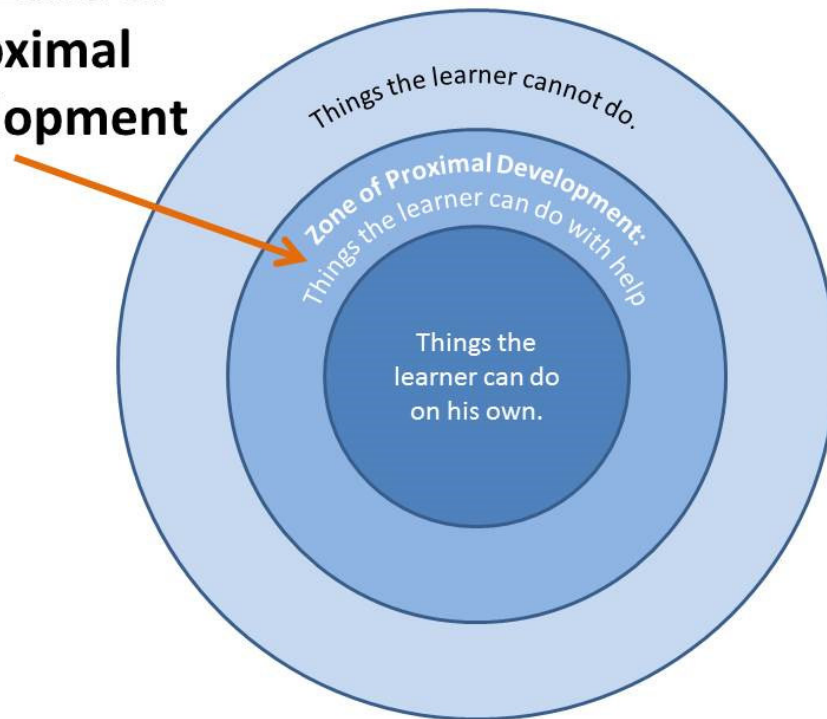 oximal
opment
Things the learner cannot do.
Zone of Proximal Development:
Things the learner can do with help
Things the
learner can do
on his own.